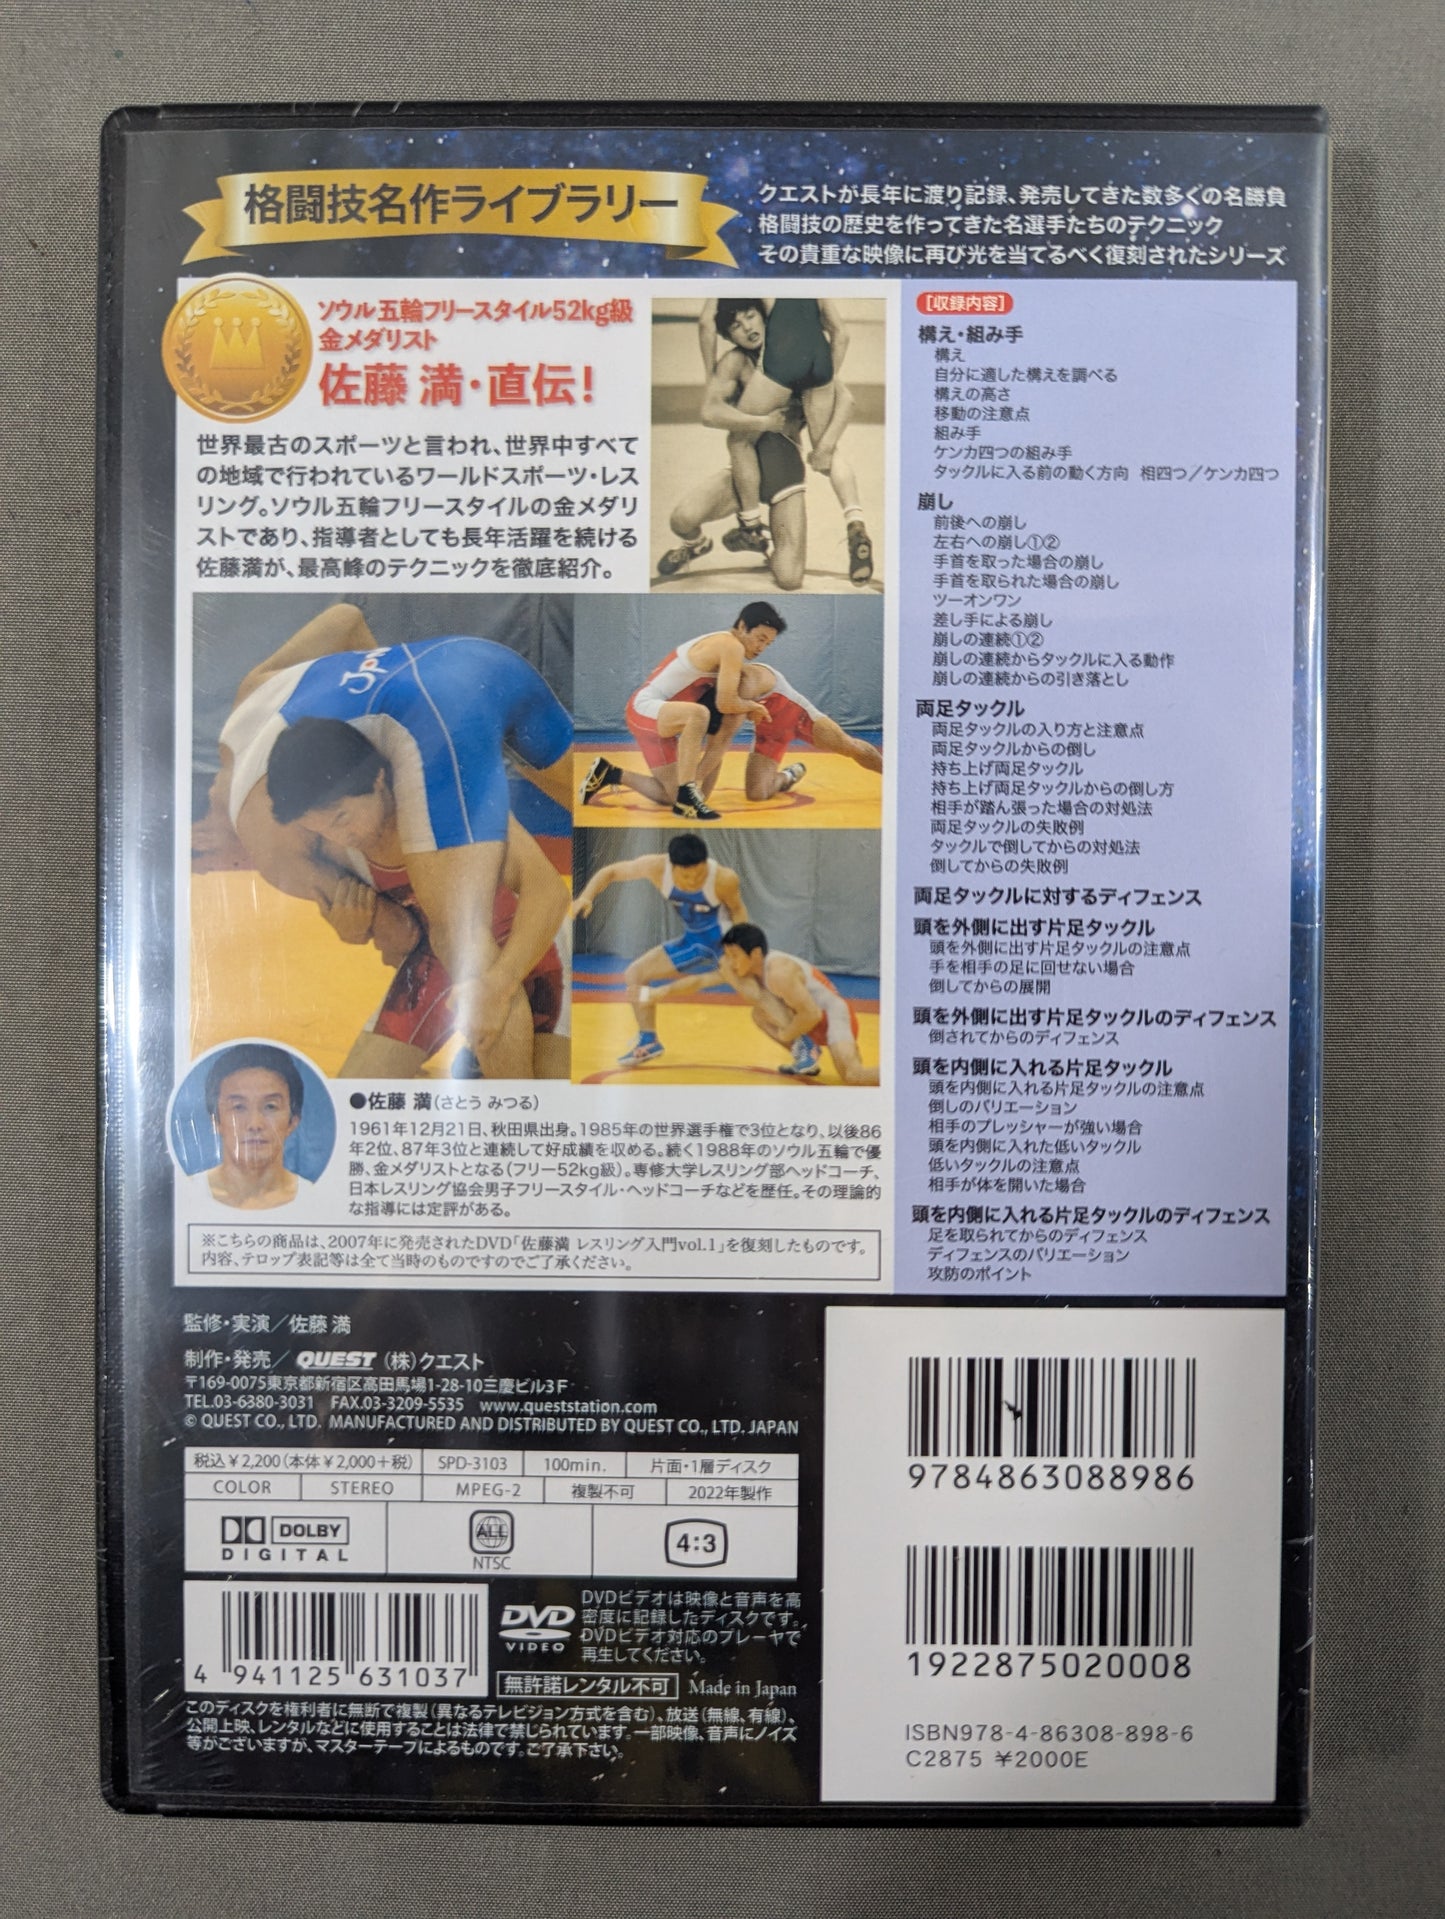 格闘技名作ライブラリー
クエストが長年に渡り記録、発売してきた数多くの名勝負
格闘技の歴史を作ってきた名選手たちのテクニック
その貴重な映像に再び光を当てるべく復刻されたシリーズ
ソウル五輪フリースタイル52kg級
金メダリスト
佐藤 満・直伝!
世界最古のスポーツと言われ、世界中すべて
の地域で行われているワールドスポーツ・レス
リング。ソウル五輪フリースタイルの金メダリ
ストであり、指導者としても長年活躍を続ける
佐藤満が、最高峰のテクニックを徹底紹介。
JPN
●佐藤 満(さとう みつる)
1961年12月21日、秋田県出身。1985年の世界選手権で3位となり、以後86
年2位、87年3位と連続して好成績を収める。続く1988年のソウル五輪で優
勝、金メダリストとなる(フリー52kg級)。専修大学レスリング部ヘッドコーチ、
日本レスリング協会男子フリースタイル・ヘッドコーチなどを歴任。その理論的
な指導には定評がある。
※こちらの商品は、2007年に発売されたDVD「佐藤満 レスリング入門vol.1」を復刻したものです。
内容、テロップ表記等は全て当時のものですのでご了承ください。
[収録内容]
構え・組み手
構え
自分に適した構えを調べる
構えの高さ
移動の注意点
組み手
ケンカ四つの組み手
タックルに入る前の動く方向 相四つ/ケンカ四つ
崩し
前後への崩し
左右への崩し①②
手首を取った場合の崩し
手首を取られた場合の崩し
ツーオンワン
差し手による崩し
崩しの連続①②
崩しの連続からタックルに入る動作
崩しの連続からの引き落とし
両足タックル
両足タックルの入り方と注意点
両足タックルからの倒し
持ち上げ両足タックル
持ち上げ両足タックルからの倒し方
相手が踏ん張った場合の対処法
両足タックルの失敗例
タックルで倒してからの対処法
倒してからの失敗例
両足タックルに対するディフェンス
頭を外側に出す片足タックル
頭を外側に出す片足タックルの注意点
手を相手の足に回せない場合
倒してからの展開
頭を外側に出す片足タックルのディフェンス
倒されてからのディフェンス
頭を内側に入れる片足タックル
頭を内側に入れる片足タックルの注意点
倒しのバリエーション
相手のプレッシャーが強い場合
頭を内側に入れた低いタックル
低いタックルの注意点
相手が体を開いた場合
頭を内側に入れる片足タックルのディフェンス
足を取られてからのディフェンス
ディフェンスのバリエーション
攻防のポイント
監修・実演/佐藤 満
制作・発売/ QUEST (株)クエスト
〒169-0075東京都新宿区高田馬場1-28-10三慶ビル3F
TEL.03-6380-3031 FAX.03-3209-5535 www.queststation.com
© QUEST CO., LTD. MANUFACTURED AND DISTRIBUTED BY QUEST CO., LTD. JAPAN
税込¥2,200(本体¥2,000+税) SPD-3103 100min. 片面・1層ディスク
COLOR STEREO MPEG-2 複製不可 2022年製作
DOLBY
DIGITAL
ALL
NTSC
4:3
4 941125 631037
DVD
VIDEO
DVDビデオは映像と音声を高
密度に記録したディスクです。
DVDビデオ対応のプレーヤで
再生してください。
無許諾レンタル不可 Made in Japan
このディスクを権利者に無断で複製(異なるテレビジョン方式を含む)、放送(無線、有線)、
公開上映、レンタルなどに使用することは法律で禁じられています。一部映像、音声にノイズ
等がございますが、マスターテープによるものです。ご了承下さい。
9784863088986
1922875020008
ISBN978-4-86308-898-6
C2875 ¥2000E